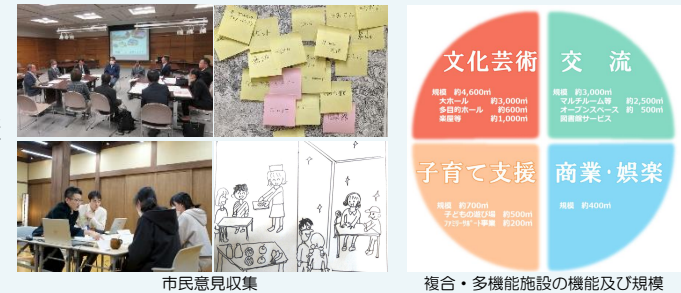 文化芸術
規模 約4,600㎡
大ホール 約3,000㎡
多目的ホール 約600㎡
楽屋等 約1,000㎡
交 流
規模 約3,000㎡
マルチルーム等 約2,500㎡
オープンスペース 約 500㎡
図書館サービス
子育て支援
規模 約700㎡
子どもの遊び場 約500㎡
ファミリーサポート事業 約200㎡
商業・娯楽
規模 約400㎡
市民意見収集
複合・多機能施設の機能及び規模